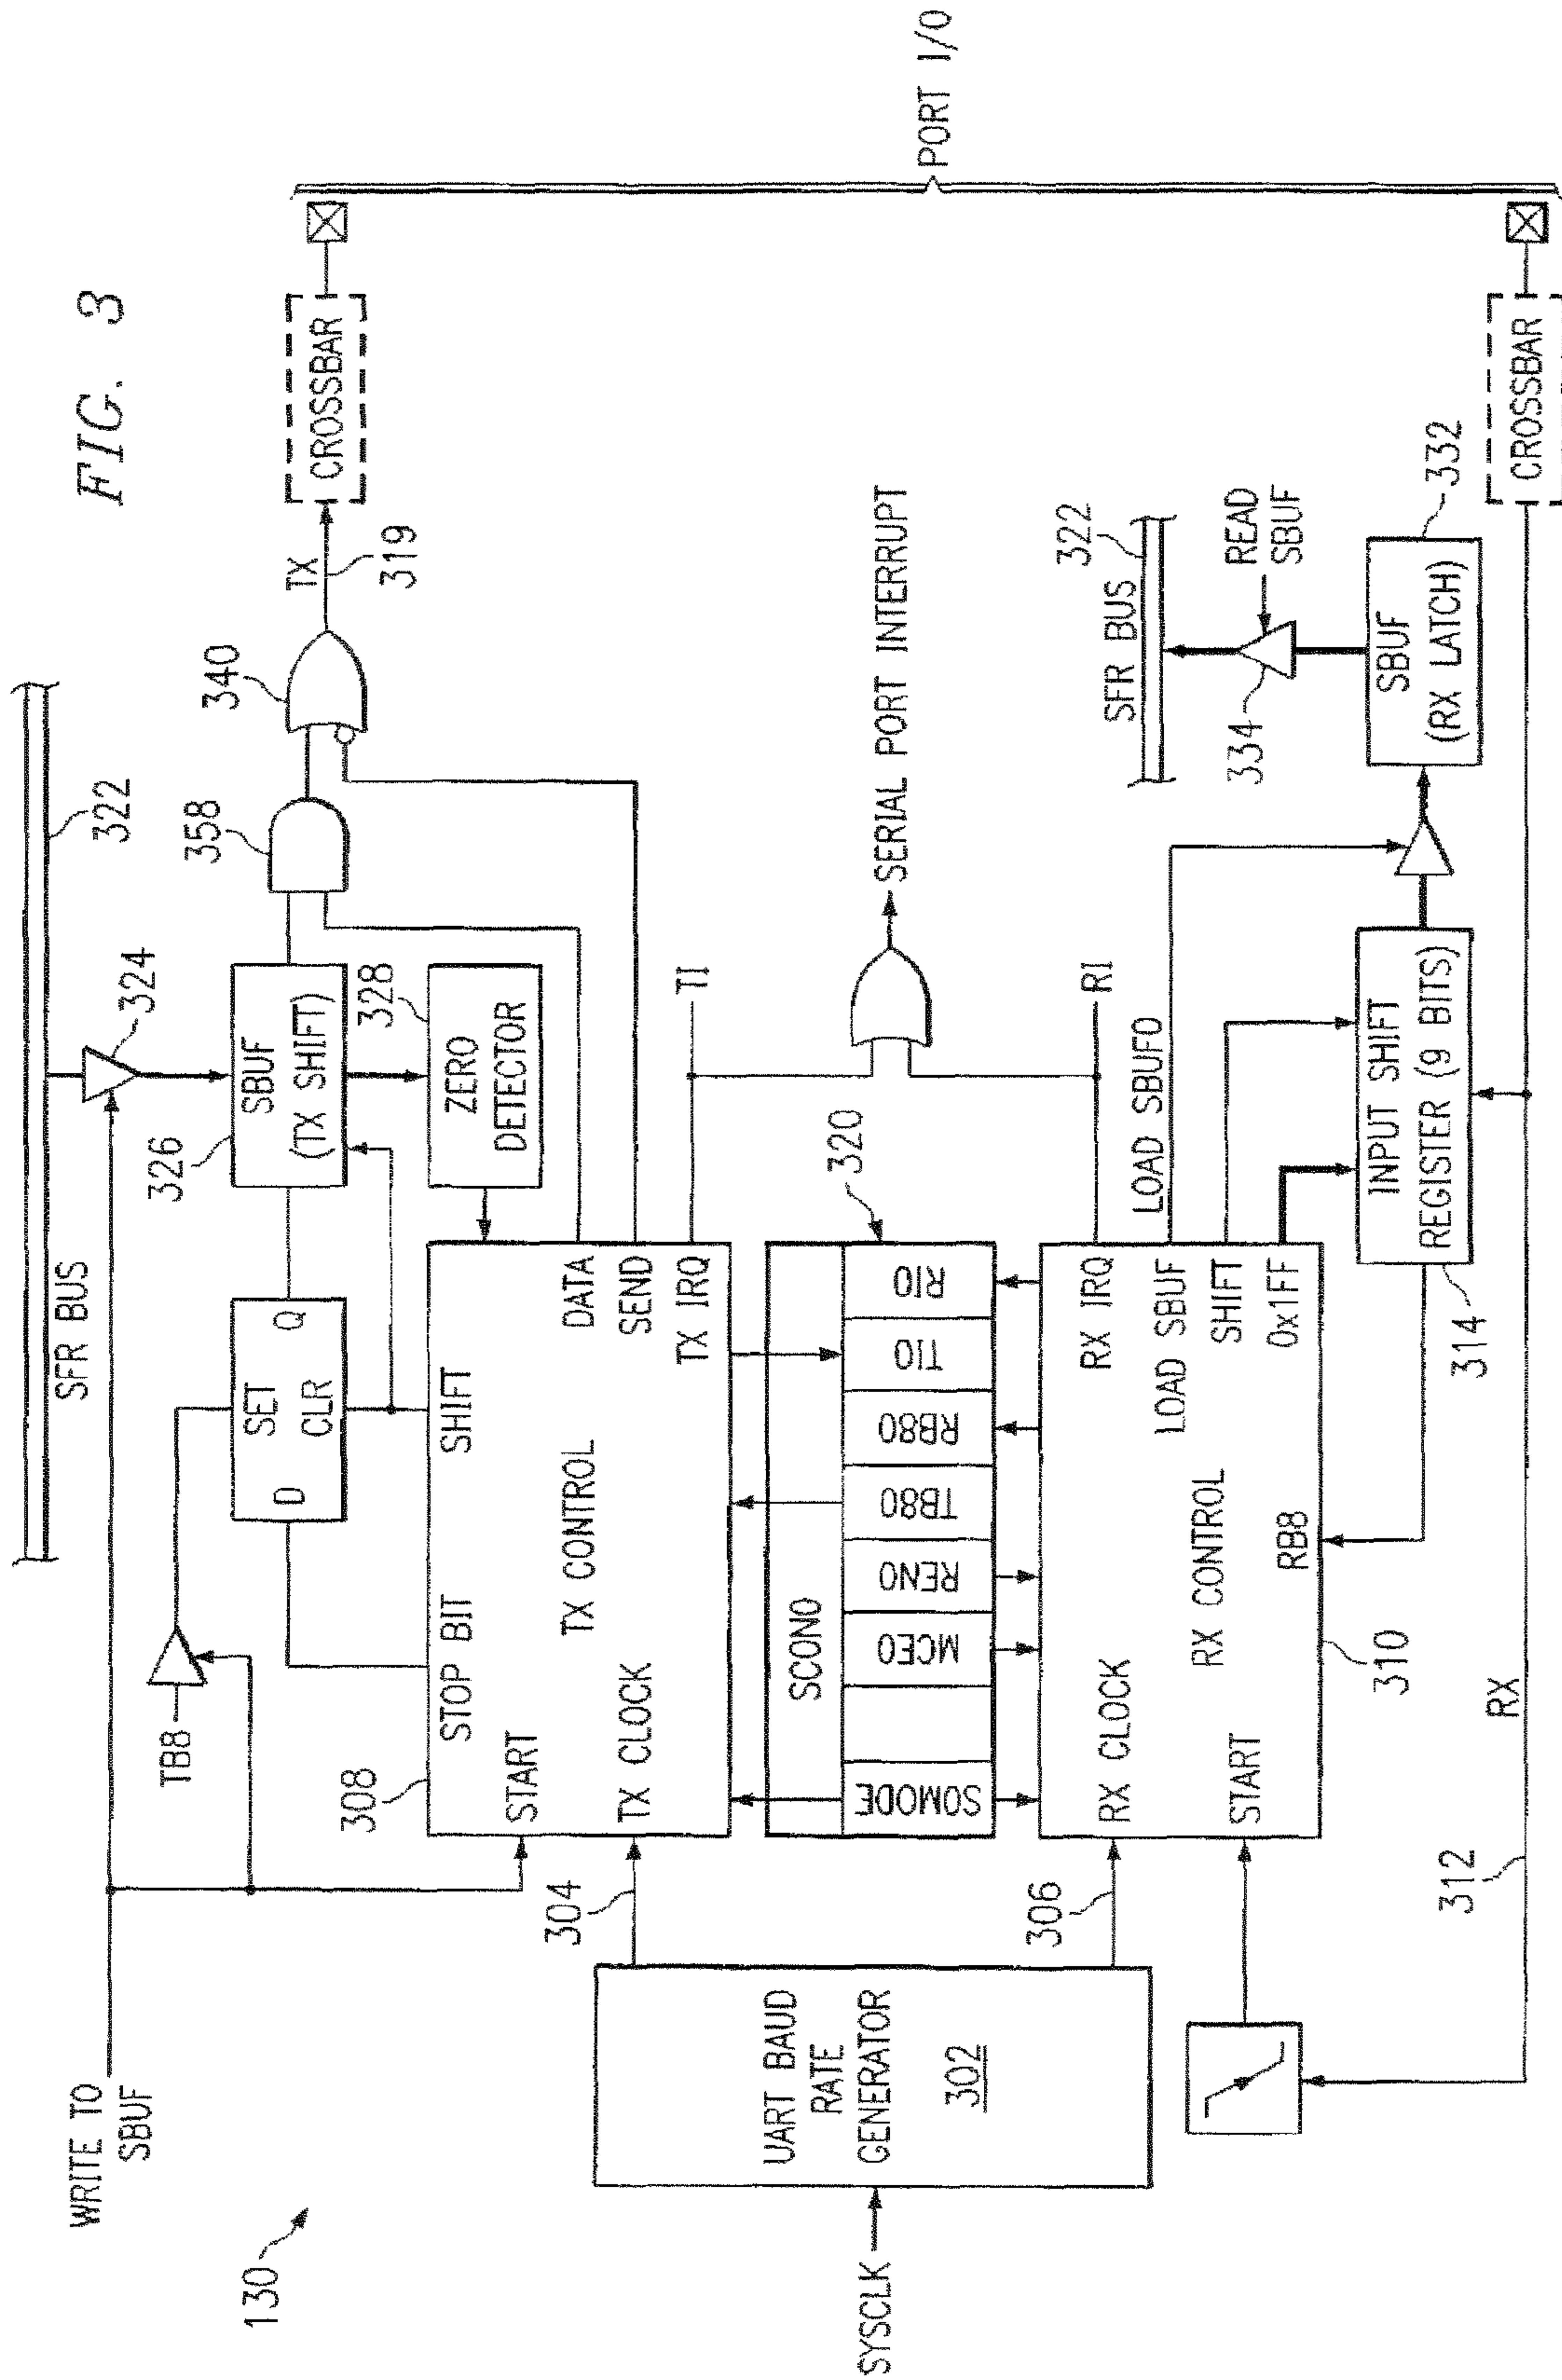 FIG. 3
130
WRITE TO
SBUF
SFR BUS
322
324
TB8
D
SET
CLR
Q
326
SBUF
(TX SHIFT)
358
340
TX
319
CROSSBAR
328
ZERO
DETECTOR
308
STOP BIT
SHIFT
START
TX CONTROL
TX CLOCK
DATA
SEND
TX IRQ
TI
304
SYSCLK
UART BAUD
RATE
GENERATOR
302
306
SCON0
320
S0MODE
MCE0
REN0
TB80
RB80
TI0
RI0
SERIAL PORT INTERRUPT
PORT I/O
RX CLOCK
START
RX CONTROL
RB8
RX IRQ
LOAD SBUF
SHIFT
0x1FF
310
RI
LOAD SBUF0
314
INPUT SHIFT
REGISTER (9 BITS)
SFR BUS
322
334
READ
SBUF
SBUF
(RX LATCH)
332
312
RX
CROSSBAR